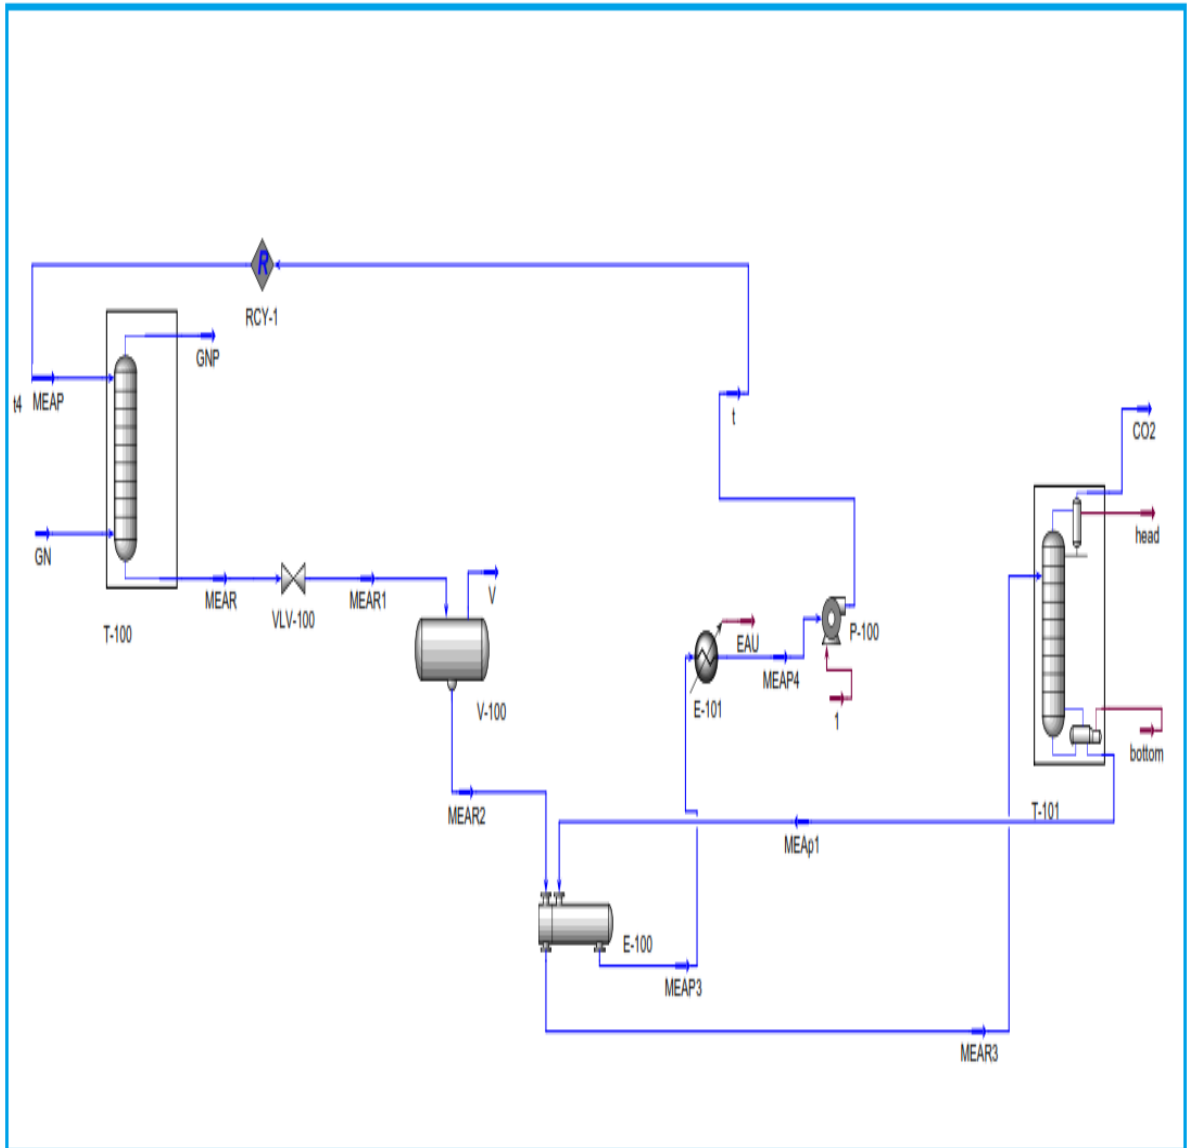 R
RCY-1
GNP
t4
MEAP
t
CO2
head
GN
MEAR
VLV-100
MEAR1
V
T-100
V-100
EAU
P-100
MEAP4
E-101
1
bottom
MEAR2
T-101
MEAp1
E-100
MEAP3
MEAR3